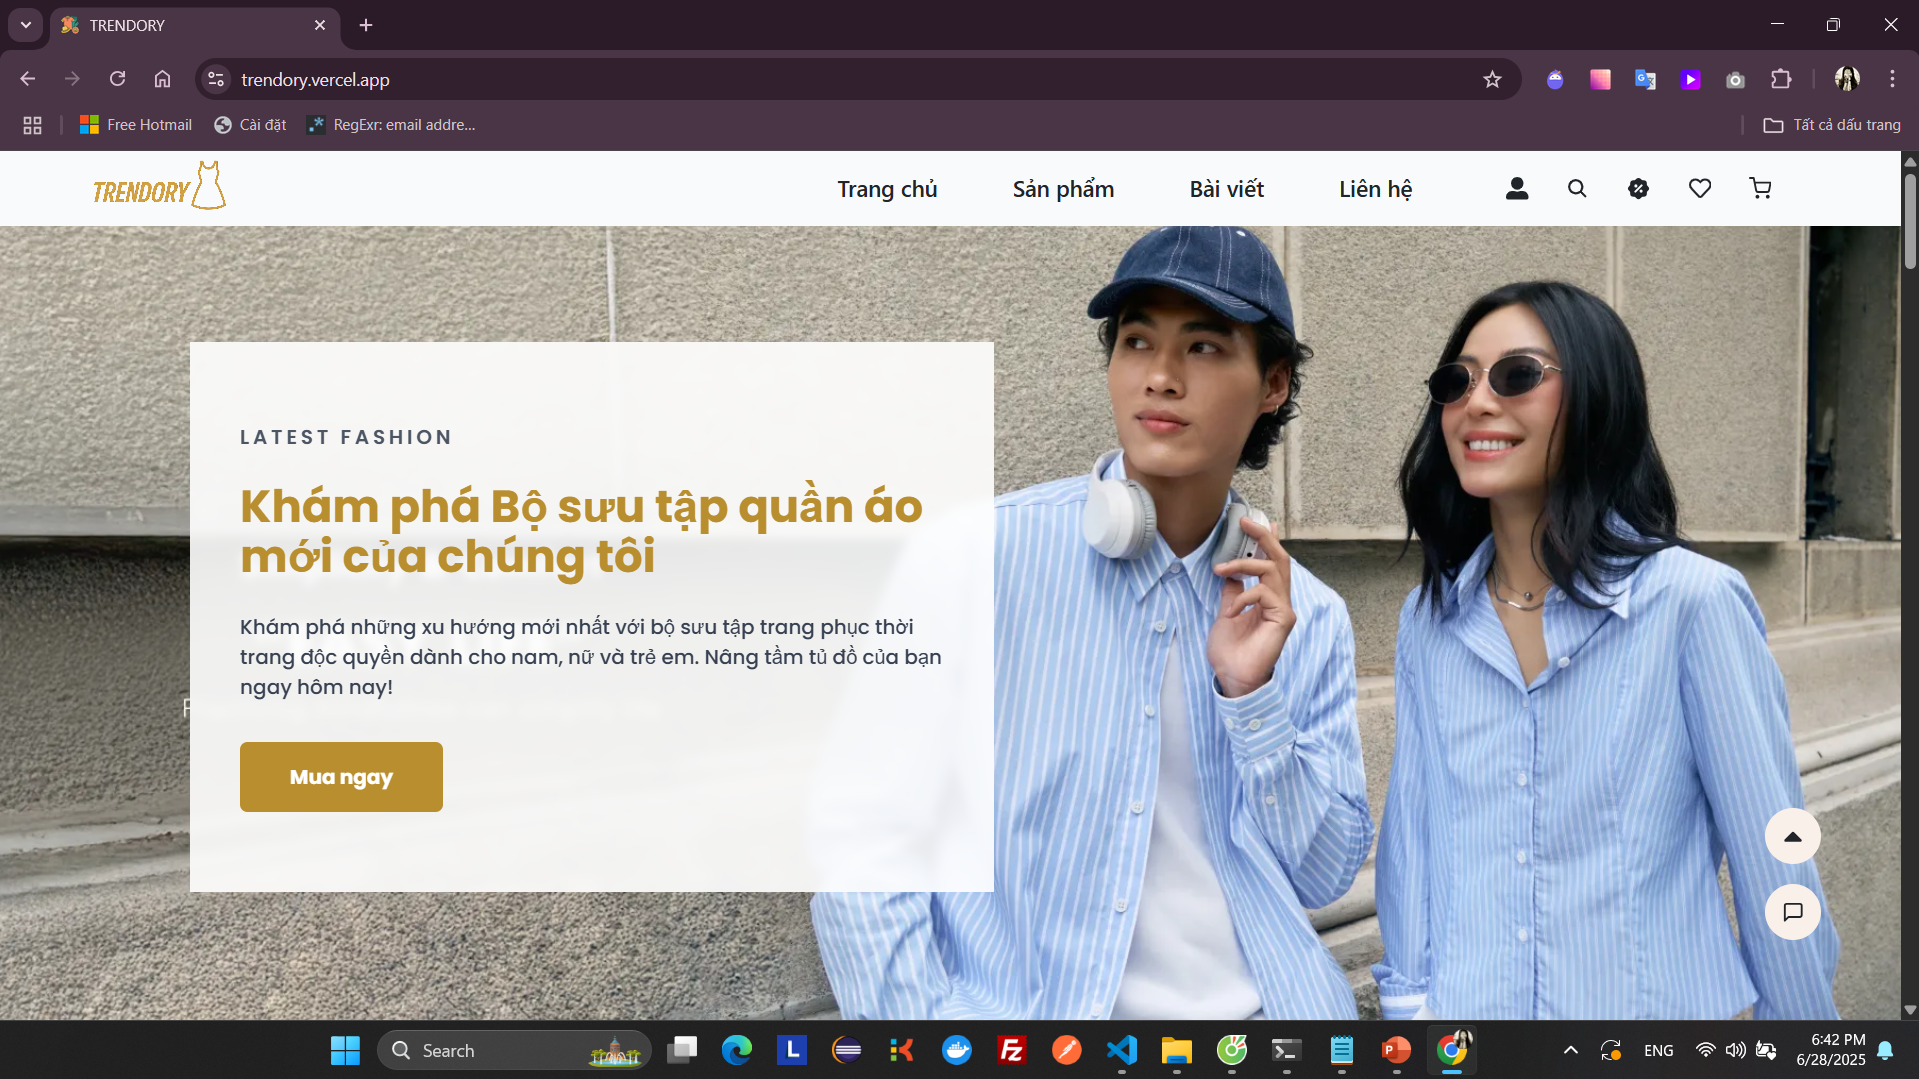 TRENDORY
trendory.vercel.app
Free Hotmail
Cài đặt
RegExr: email addre...
Tất cả dấu trang
TRENDORY
Trang chủ
Sản phẩm
Bài viết
Liên hệ
LATEST FASHION
Khám phá Bộ sưu tập quần áo
mới của chúng tôi
Khám phá những xu hướng mới nhất với bộ sưu tập trang phục thời
trang độc quyền dành cho nam, nữ và trẻ em. Nâng tầm tủ đồ của bạn
ngay hôm nay!
Mua ngay
Search
ENG
6:42 PM
6/28/2025